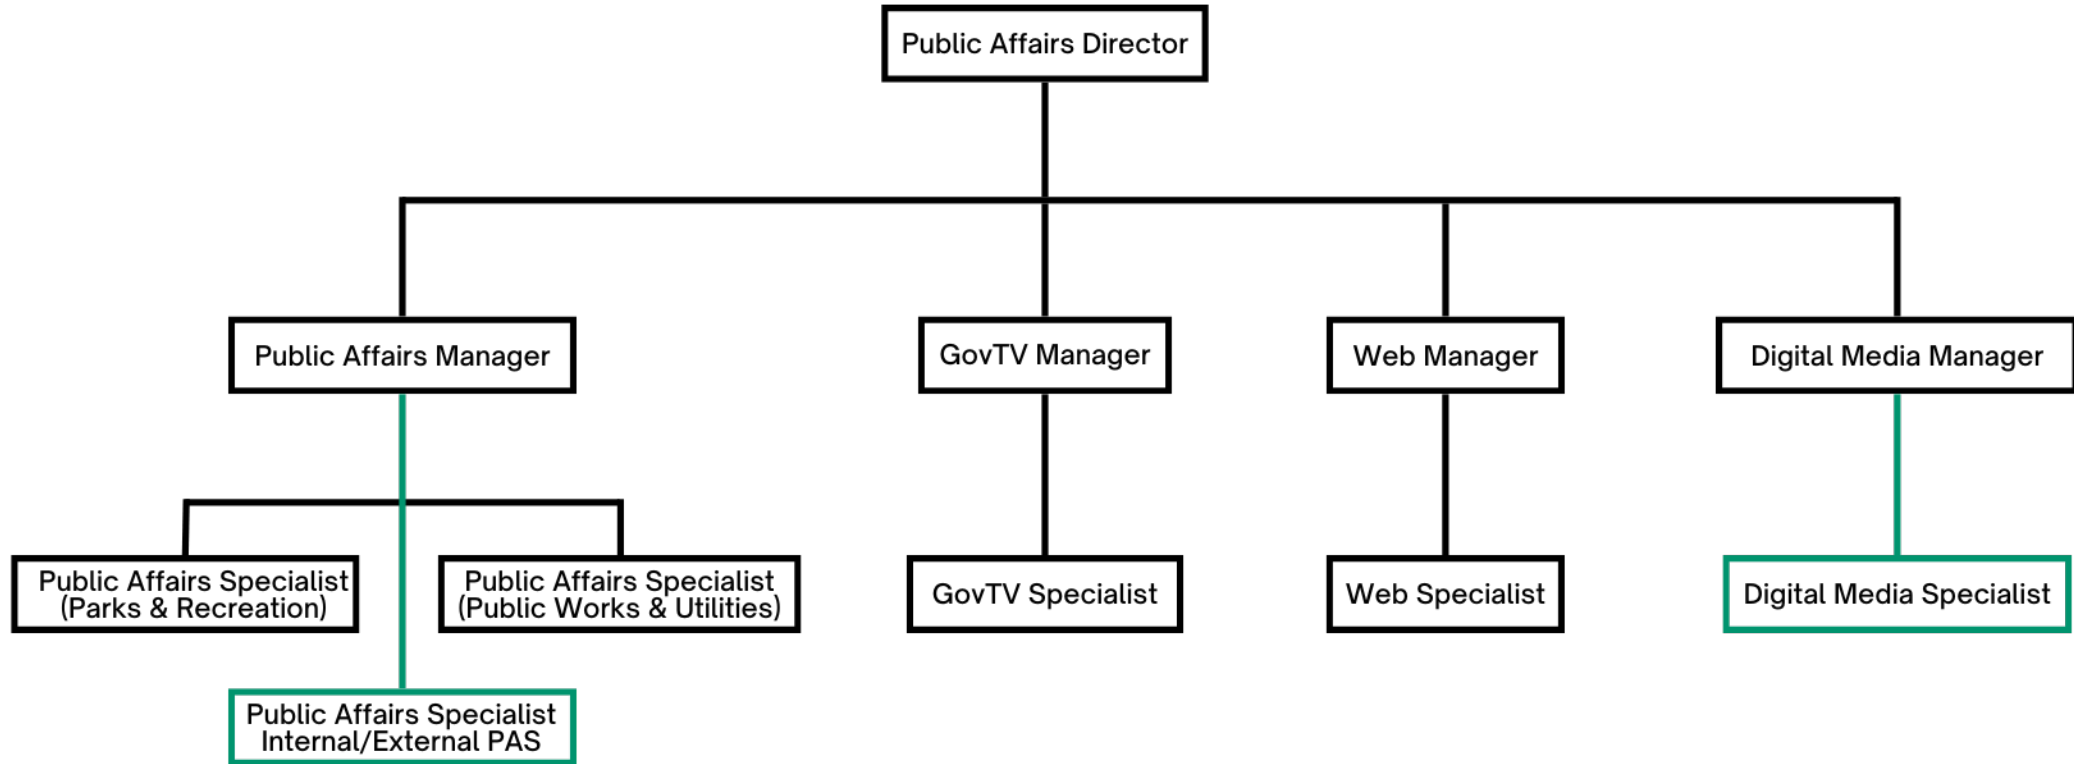 Public Affairs Director
Public Affairs Manager
GovTV Manager
Web Manager
Digital Media Manager
Public Affairs Specialist
(Parks & Recreation)
Public Affairs Specialist
(Public Works & Utilities)
GovTV Specialist
Web Specialist
Digital Media Specialist
Public Affairs Specialist
Internal/External PAS